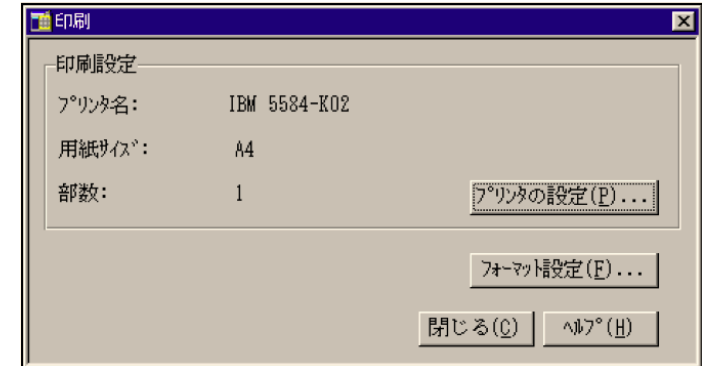 印刷
印刷設定
ﾌﾟﾘﾝﾀ名: IBM 5584-K02
用紙ｻｲｽﾞ: A4
部数: 1
ﾌﾟﾘﾝﾀの設定(P)...
ﾌｫｰﾏｯﾄ設定(F)...
閉じる(C) ﾍﾙﾌﾟ(H)